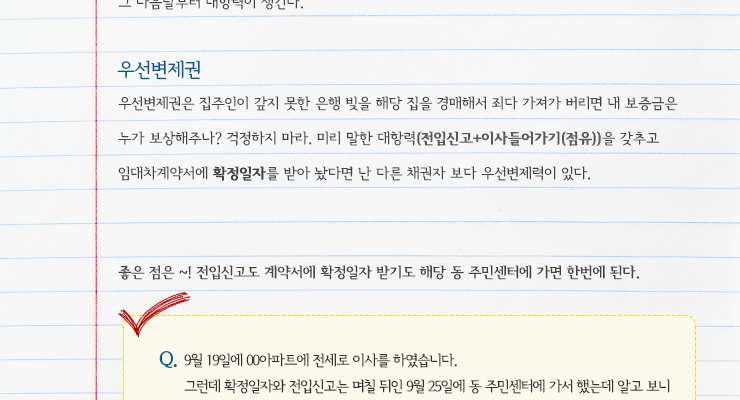 그 다음날부터 대항력이 생긴다.
우선변제권
우선변제권은 집주인이 갚지 못한 은행 빚을 해당 집을 경매해서 죄다 가져가 버리면 내 보증금은
누가 보상해주나? 걱정하지 마라. 미리 말한 대항력(전입신고+이사들어가기(점유))을 갖추고
임대차계약서에 확정일자를 받아 놨다면 난 다른 채권자 보다 우선변제력이 있다.
좋은 점은 ~! 전입신고도 계약서에 확정일자 받기도 해당 동 주민센터에 가면 한번에 된다.
Q. 9월 19일에 00아파트에 전세로 이사를 하였습니다.
그런데 확정일자와 전입신고는 며칠 뒤인 9월 25일에 동 주민센터에 가서 했는데 알고 보니